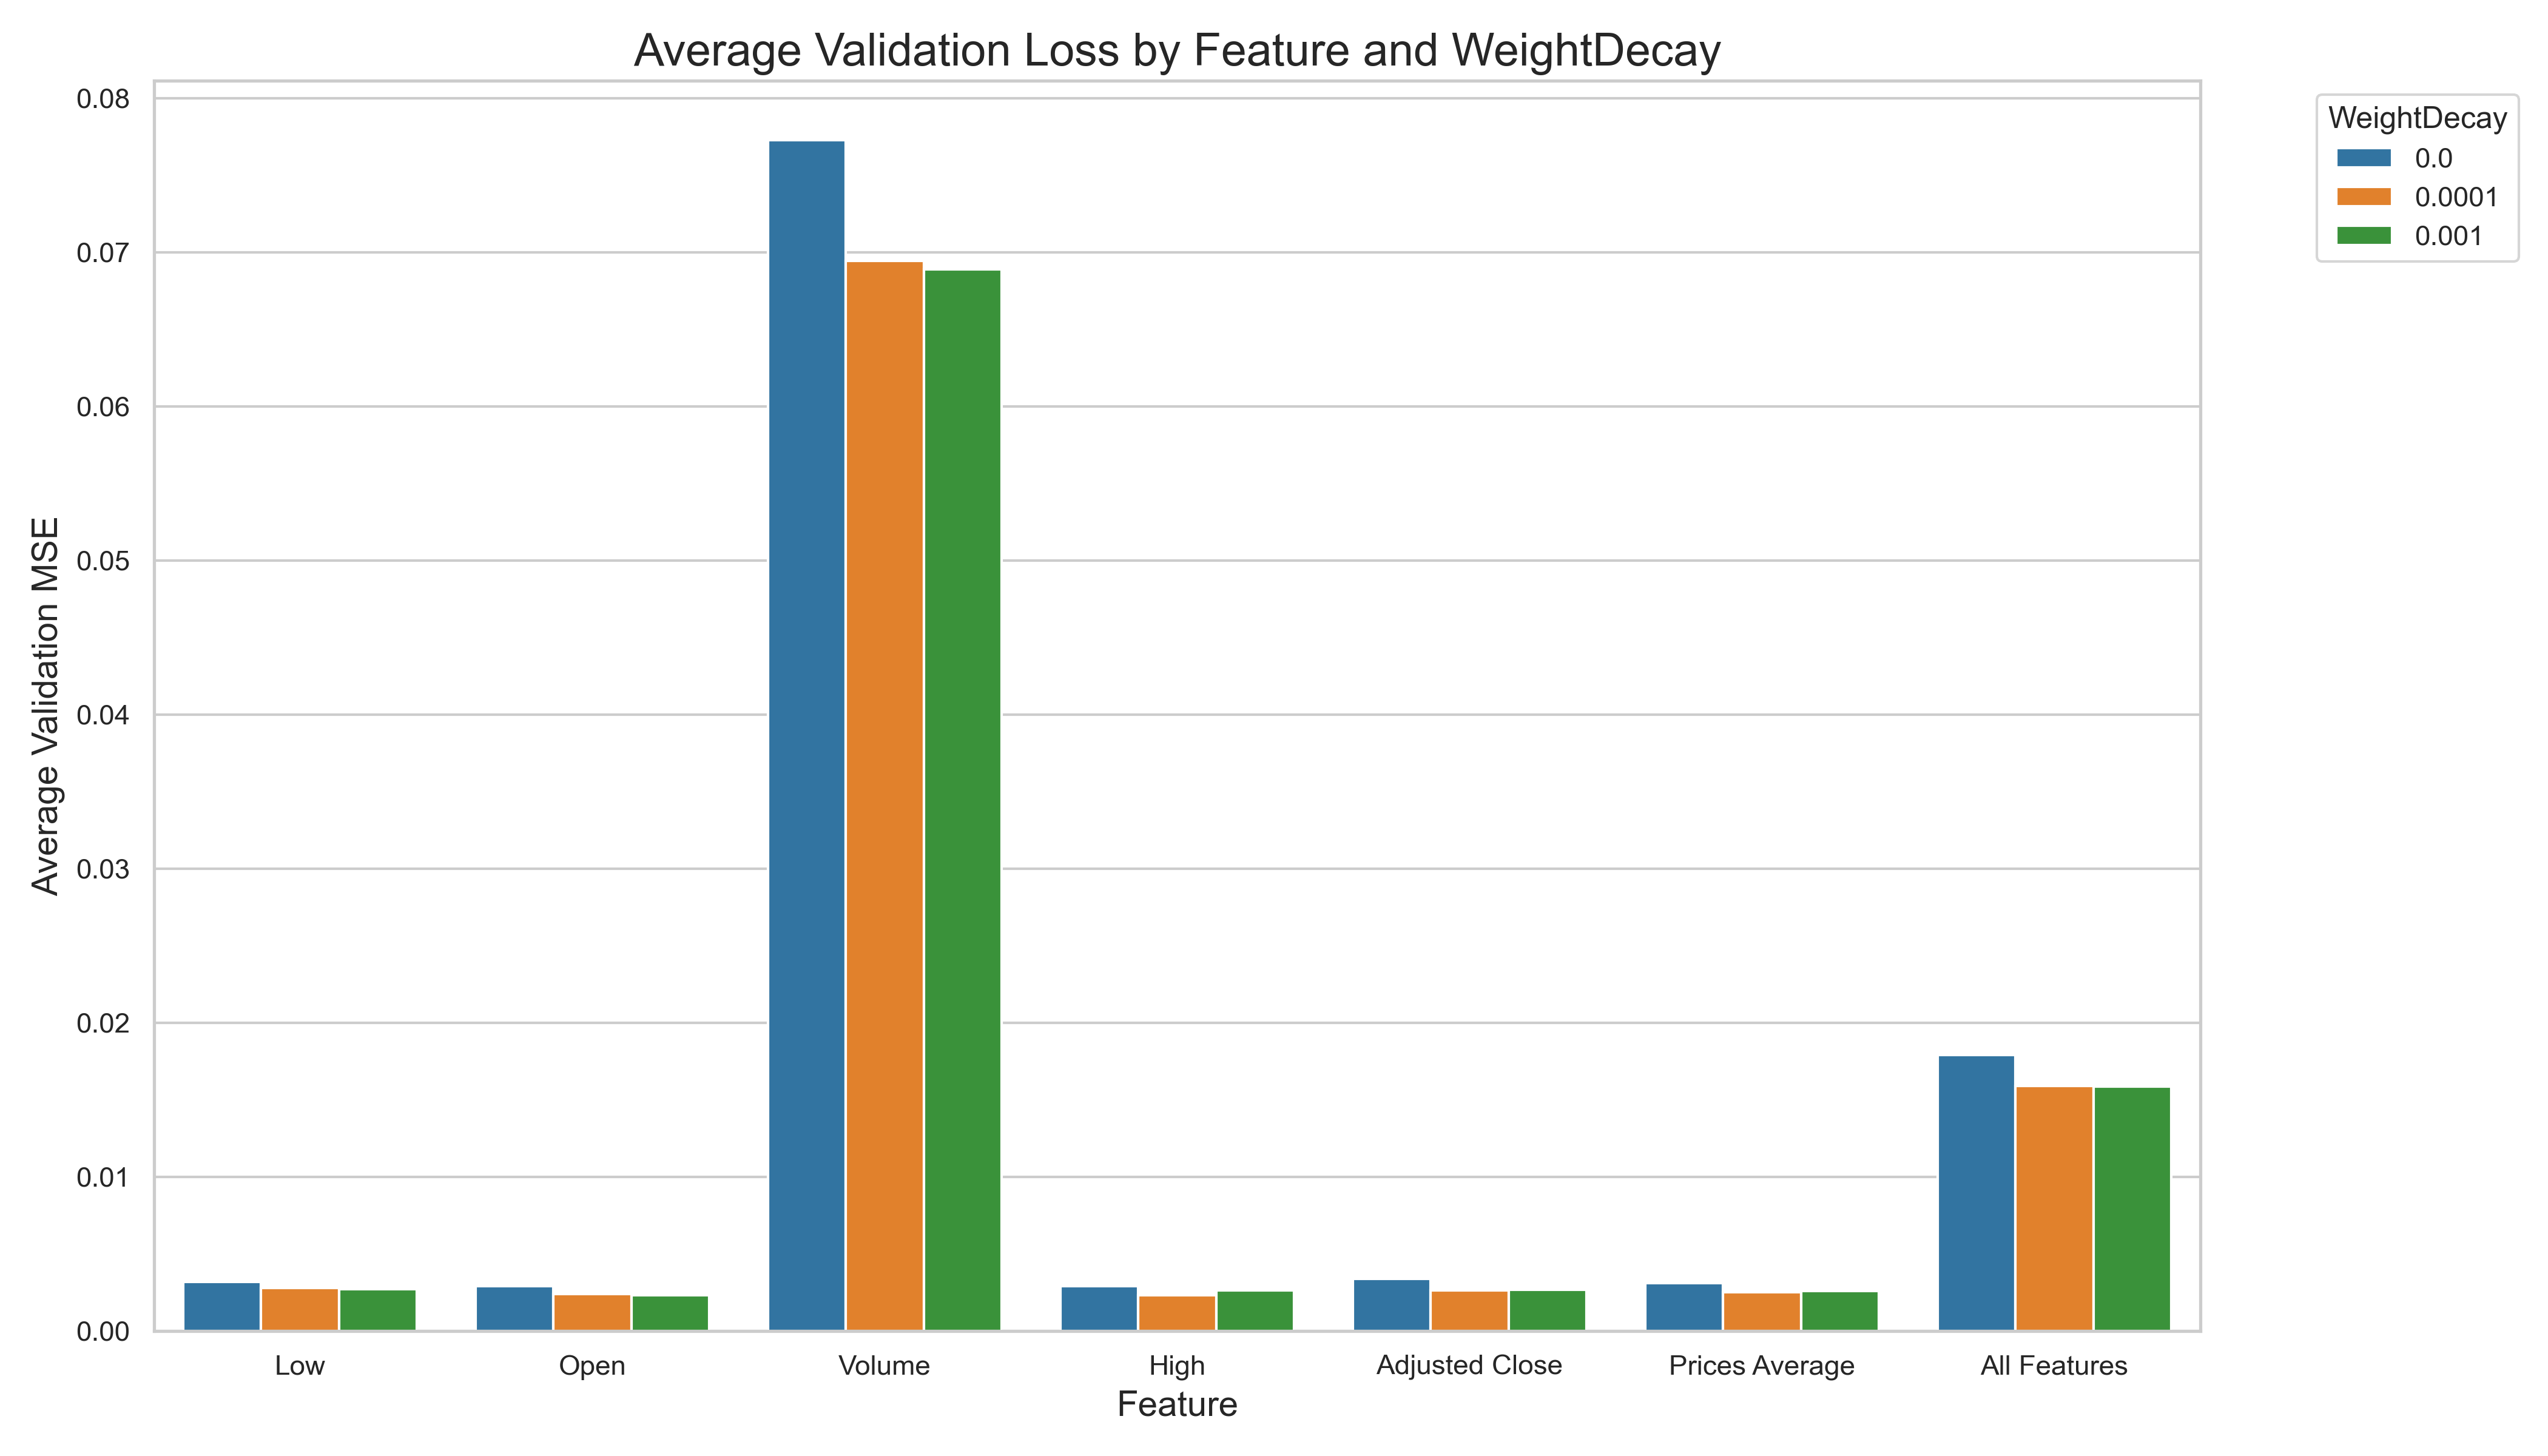 Average Validation Loss by Feature and WeightDecay
WeightDecay
0.0
0.0001
0.001
Average Validation MSE
0.08
0.07
0.06
0.05
0.04
0.03
0.02
0.01
0.00
Low Open Volume High Adjusted Close Prices Average All Features
Feature